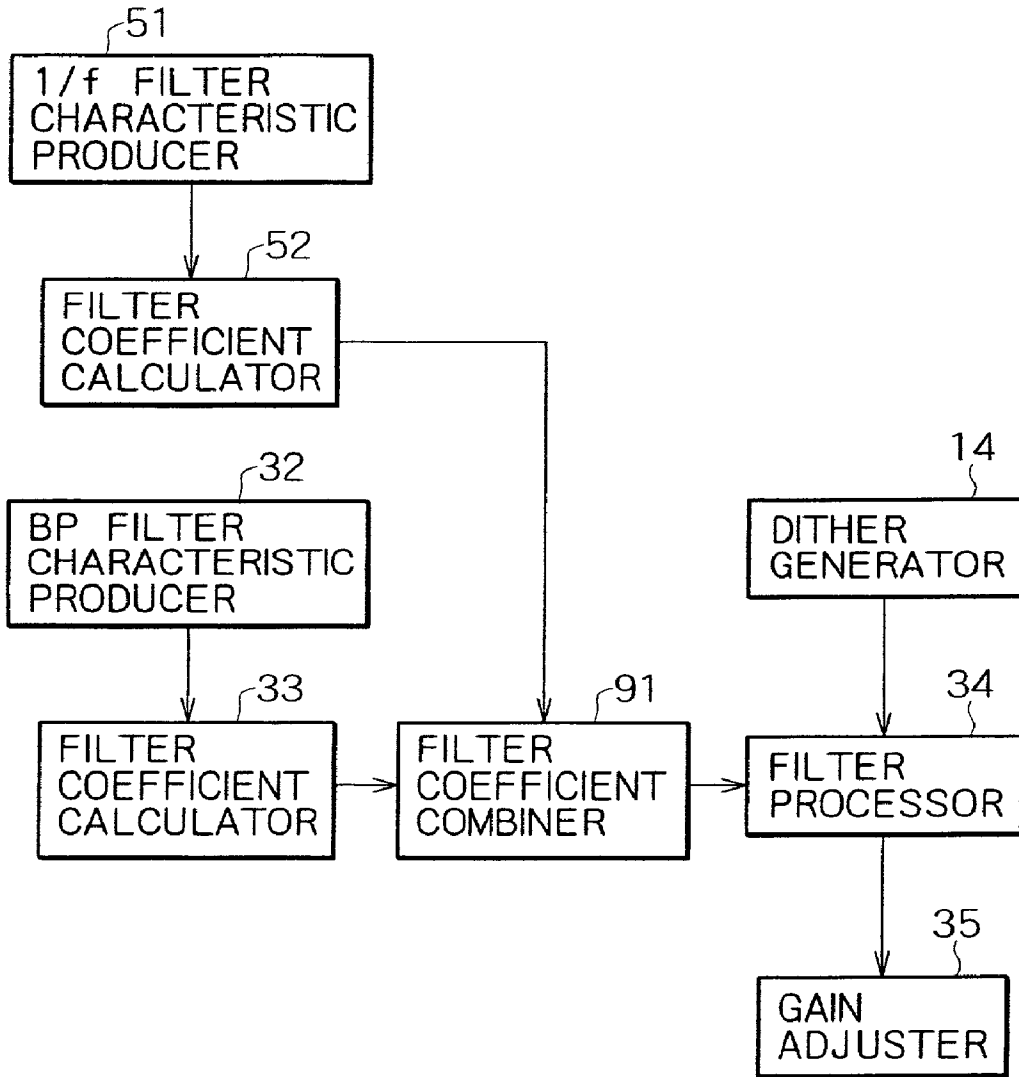 51
1/f FILTER
CHARACTERISTIC
PRODUCER
52
FILTER
COEFFICIENT
CALCULATOR
32
BP FILTER
CHARACTERISTIC
PRODUCER
14
DITHER
GENERATOR
33
FILTER
COEFFICIENT
CALCULATOR
91
FILTER
COEFFICIENT
COMBINER
34
FILTER
PROCESSOR
35
GAIN
ADJUSTER